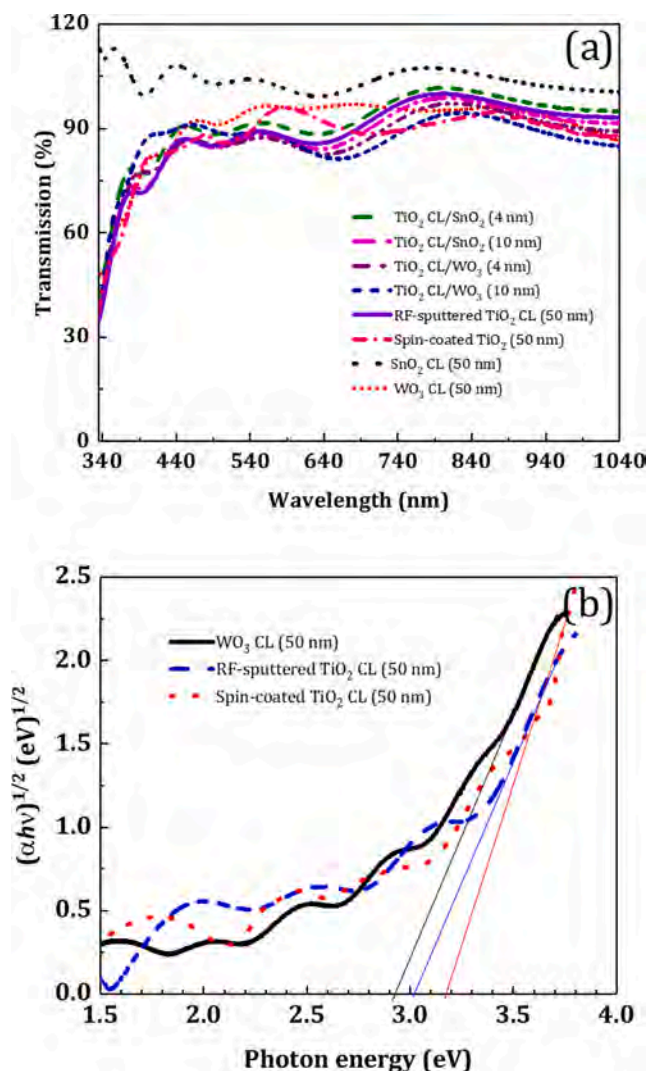 (a)
120
90
60
30
0
Transmission (%)
TiO₂ CL/SnO₂ (4 nm)
TiO₂ CL/SnO₂ (10 nm)
TiO₂ CL/WO₃ (4 nm)
TiO₂ CL/WO₃ (10 nm)
RF-sputtered TiO₂ CL (50 nm)
Spin-coated TiO₂ (50 nm)
SnO₂ CL (50 nm)
WO₃ CL (50 nm)
340 440 540 640 740 840 940 1040
Wavelength (nm)
(b)
2.5
2.0
1.5
1.0
0.5
0.0
(αhν)¹/² (eV)¹/²
WO₃ CL (50 nm)
RF-sputtered TiO₂ CL (50 nm)
Spin-coated TiO₂ CL (50 nm)
1.5 2.0 2.5 3.0 3.5 4.0
Photon energy (eV)